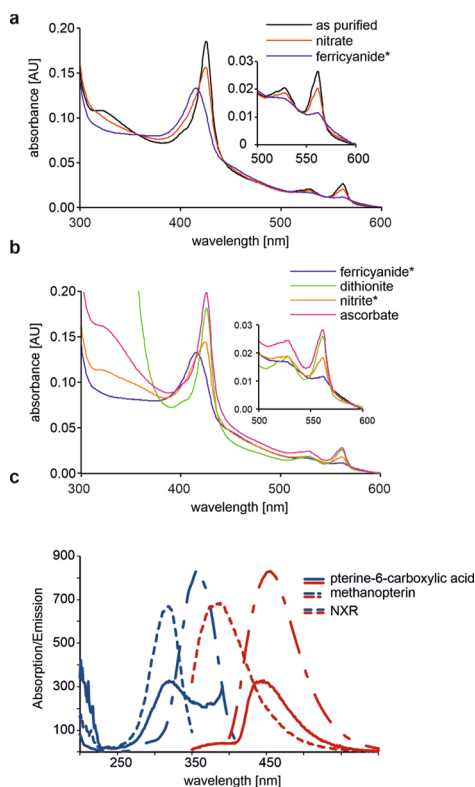 a
as purified
nitrate
ferricyanide*
absorbance [AU]
0.20
0.15
0.10
0.05
0.00
0.03
0.02
0.01
0
500 550 600
300 400 500 600
wavelength [nm]
b
ferricyanide*
dithionite
nitrite*
ascorbate
absorbance [AU]
0.20
0.15
0.10
0.05
0.00
0.03
0.02
0.01
0.00
500 550 600
300 400 500 600
wavelength [nm]
c
pterine-6-carboxylic acid
methanopterin
NXR
Absorption/Emission
900
700
500
300
100
250 350 450
wavelength [nm]